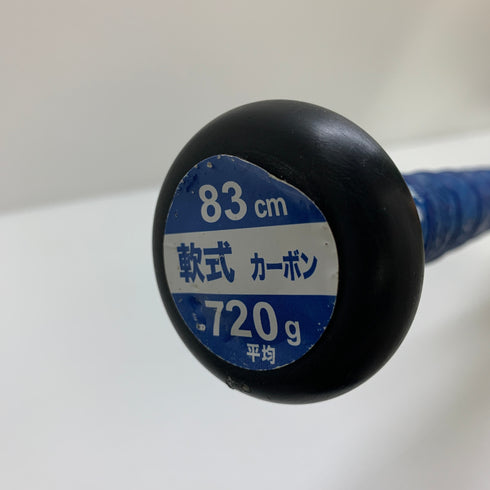 83 cm
軟式 カーボン
720 g
平均